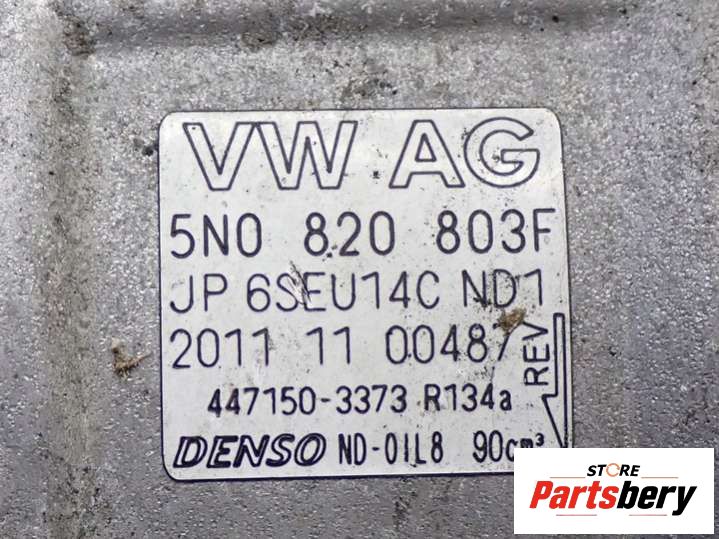 VW AG
5N0 820 803F
JP 6SEU14C ND1
2011 11 00487
REV
447150-3373 R134a
DENSO ND-OIL8 90cm³
STORE
Partsbery